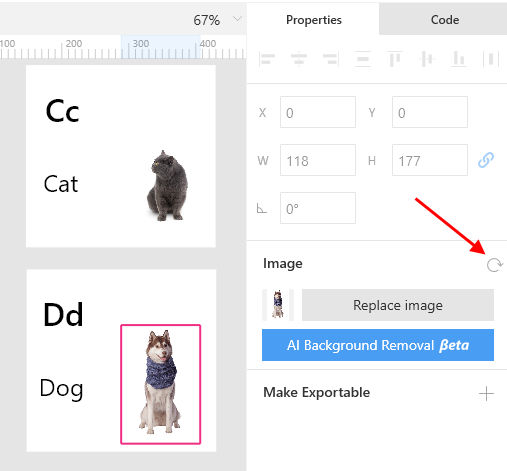 67%
Properties
Code
100
200
300
400
X
0
Y
0
W
118
H
177
0°
Cc
Cat
Image
Replace image
AI Background Removal βeta
Dd
Dog
Make Exportable